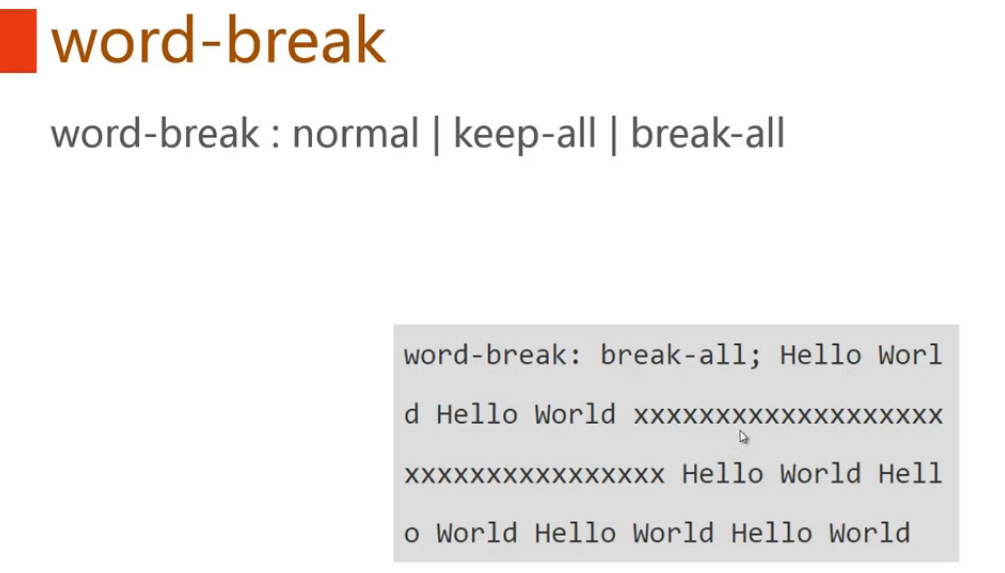 word-break
word-break : normal | keep-all | break-all
word-break: break-all; Hello Worl
d Hello World xxxxxxxxxxxxxxxxxxx
xxxxxxxxxxxxxxxx Hello World Hell
o World Hello World Hello World